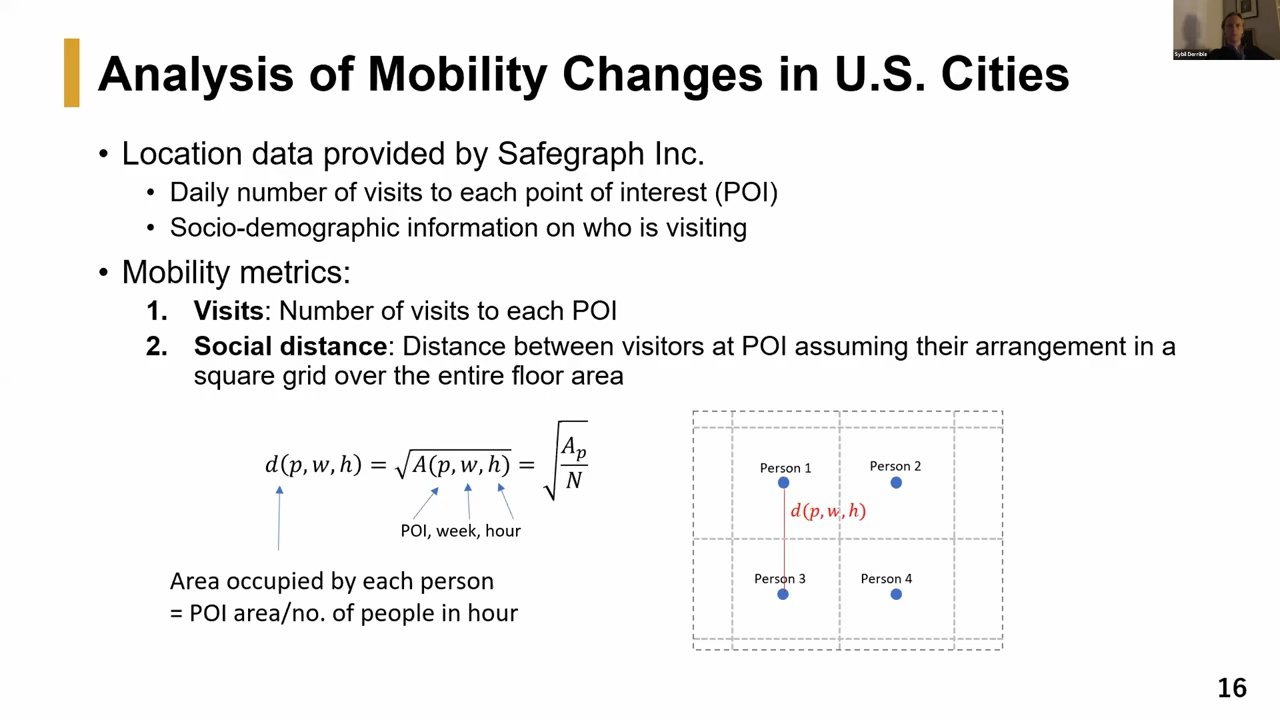 Sybil Derrible
Analysis of Mobility Changes in U.S. Cities
• Location data provided by Safegraph Inc.
• Daily number of visits to each point of interest (POI)
• Socio-demographic information on who is visiting
• Mobility metrics:
1. Visits: Number of visits to each POI
2. Social distance: Distance between visitors at POI assuming their arrangement in a
square grid over the entire floor area
d(p, w, h) = √A(p, w, h) = √(A_p/N)
POI, week, hour
Area occupied by each person
= POI area/no. of people in hour
Person 1
Person 2
d(p, w, h)
Person 3
Person 4
16